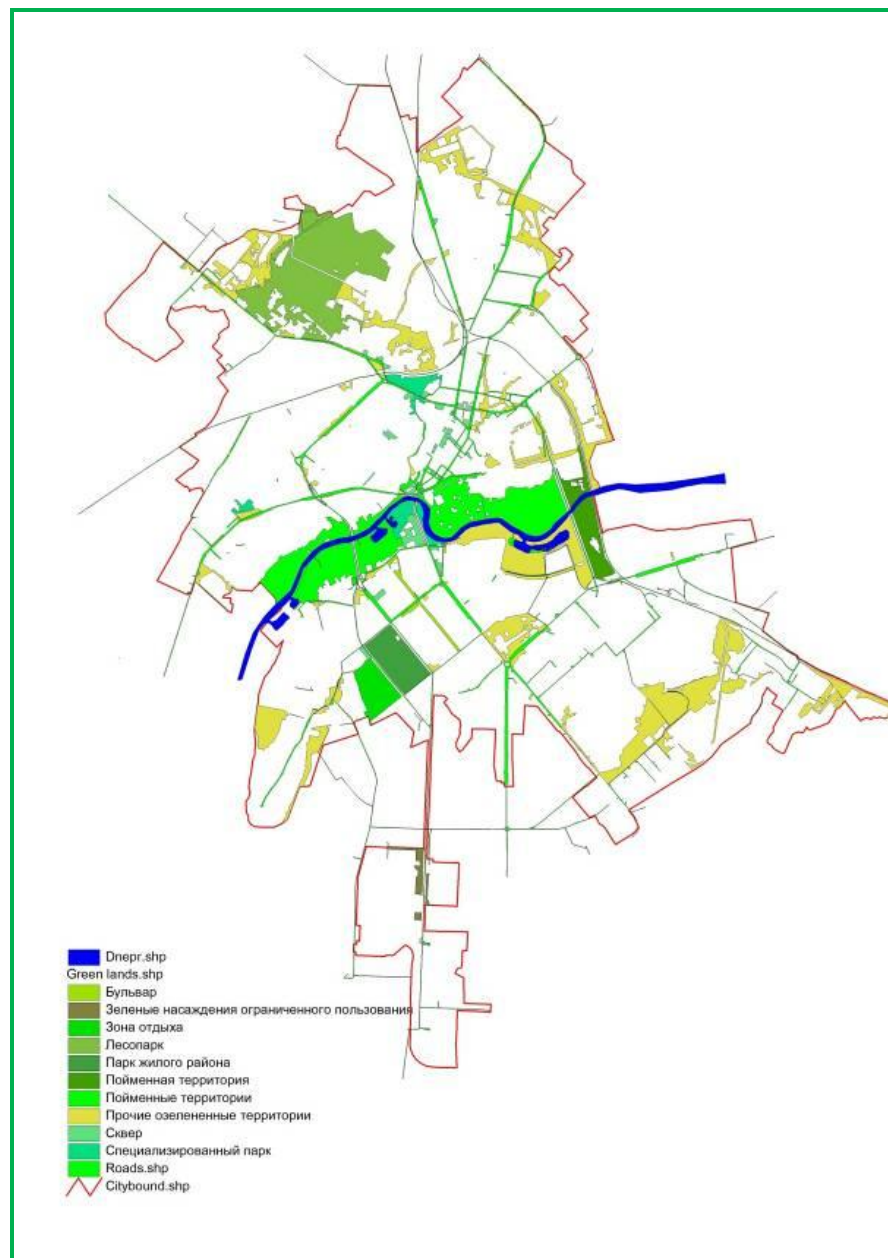 Dnepr.shp
Green lands.shp
Бульвар
Зеленые насаждения ограниченного пользования
Зона отдыха
Лесопарк
Парк жилого района
Пойменная территория
Пойменные территории
Прочие озелененные территории
Сквер
Специализированный парк
Roads.shp
Citybound.shp